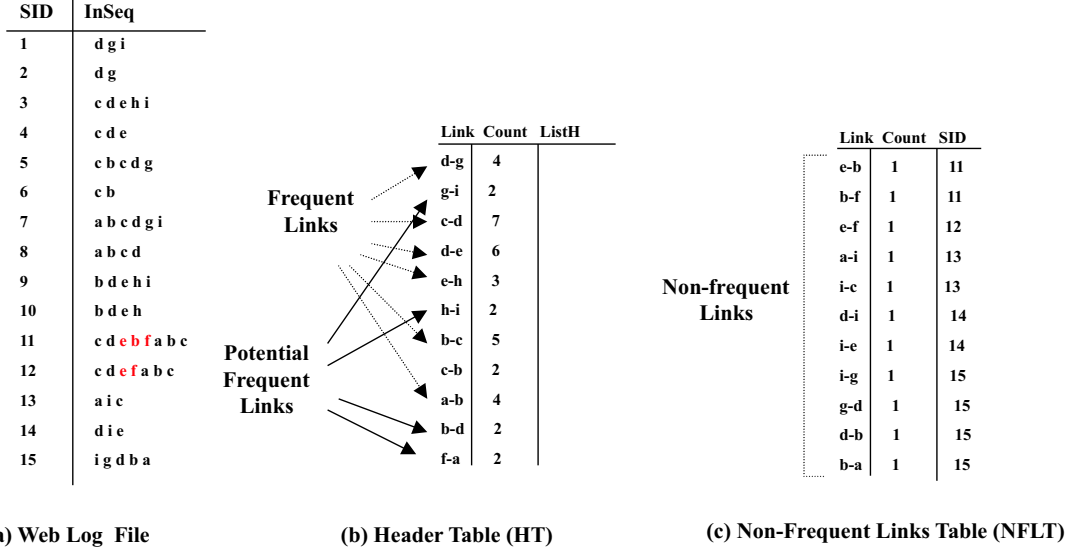 SID InSeq
1 d g i
2 d g
3 c d e h i
4 c d e
5 c b c d g
6 c b
7 a b c d g i
8 a b c d
9 b d e h i
10 b d e h
11 c d e b f a b c
12 c d e f a b c
13 a i c
14 d i e
15 i g d b a
a) Web Log File
Frequent
Links
Potential
Frequent
Links
Link Count ListH
d-g 4
g-i 2
c-d 7
d-e 6
e-h 3
h-i 2
b-c 5
c-b 2
a-b 4
b-d 2
f-a 2
(b) Header Table (HT)
Non-frequent
Links
Link Count SID
e-b 1 11
b-f 1 11
e-f 1 12
a-i 1 13
i-c 1 13
d-i 1 14
i-e 1 14
i-g 1 15
g-d 1 15
d-b 1 15
b-a 1 15
(c) Non-Frequent Links Table (NFLT)